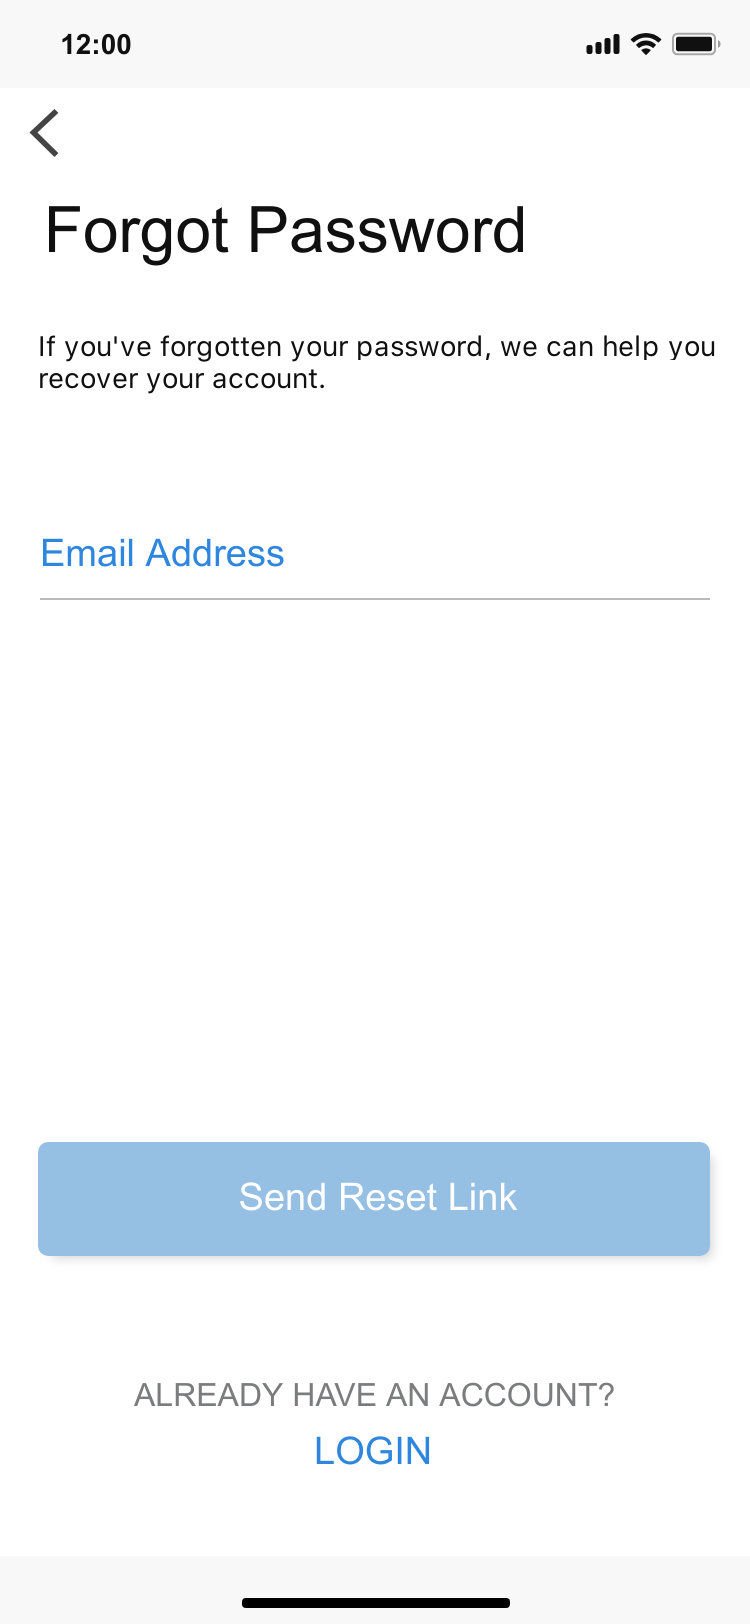 12:00
Forgot Password
If you've forgotten your password, we can help you
recover your account.
Email Address
Send Reset Link
ALREADY HAVE AN ACCOUNT?
LOGIN